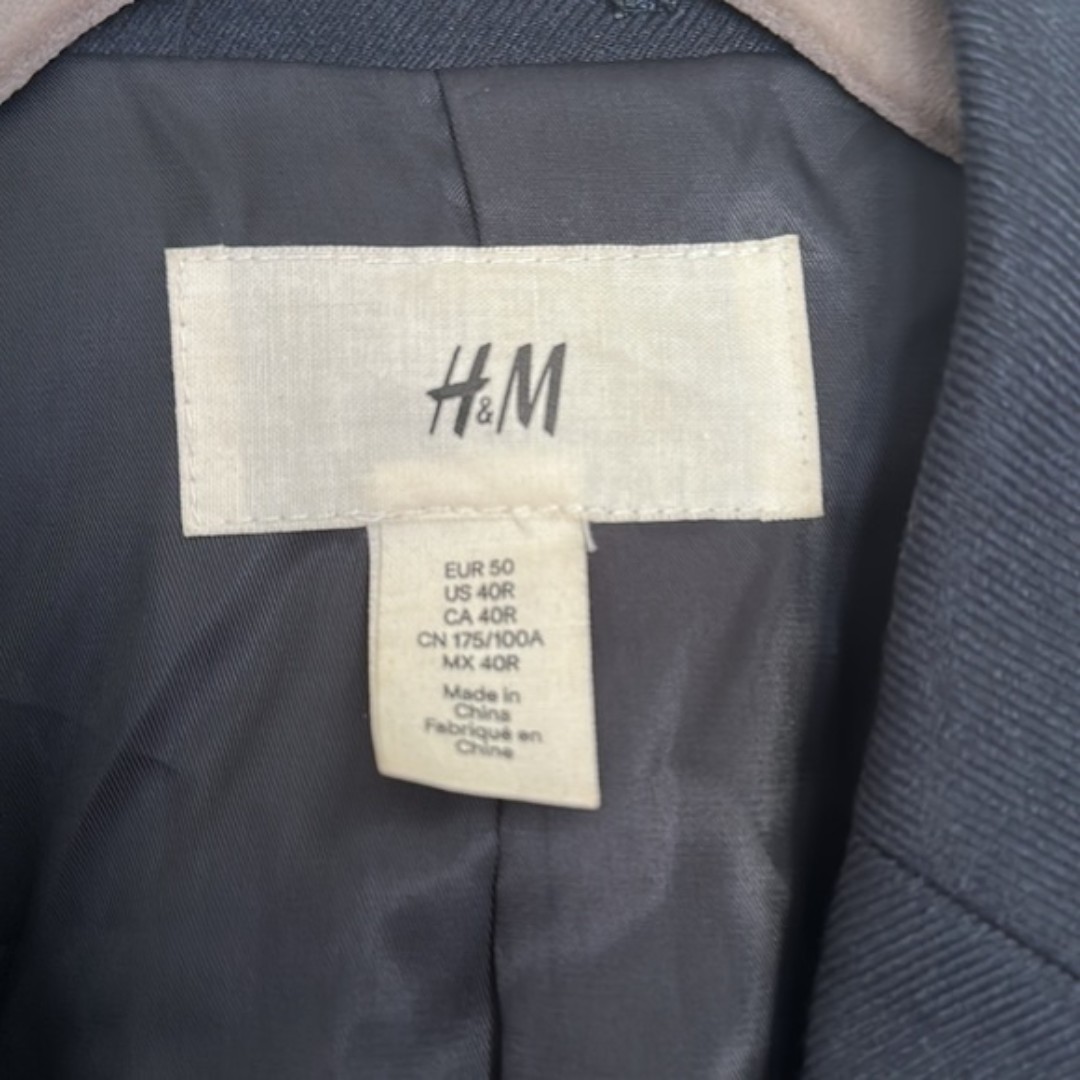 H&M
EUR 50
US 40R
CA 40R
CN 175/100A
MX 40R
Made in
China
Fabriqué en
Chine